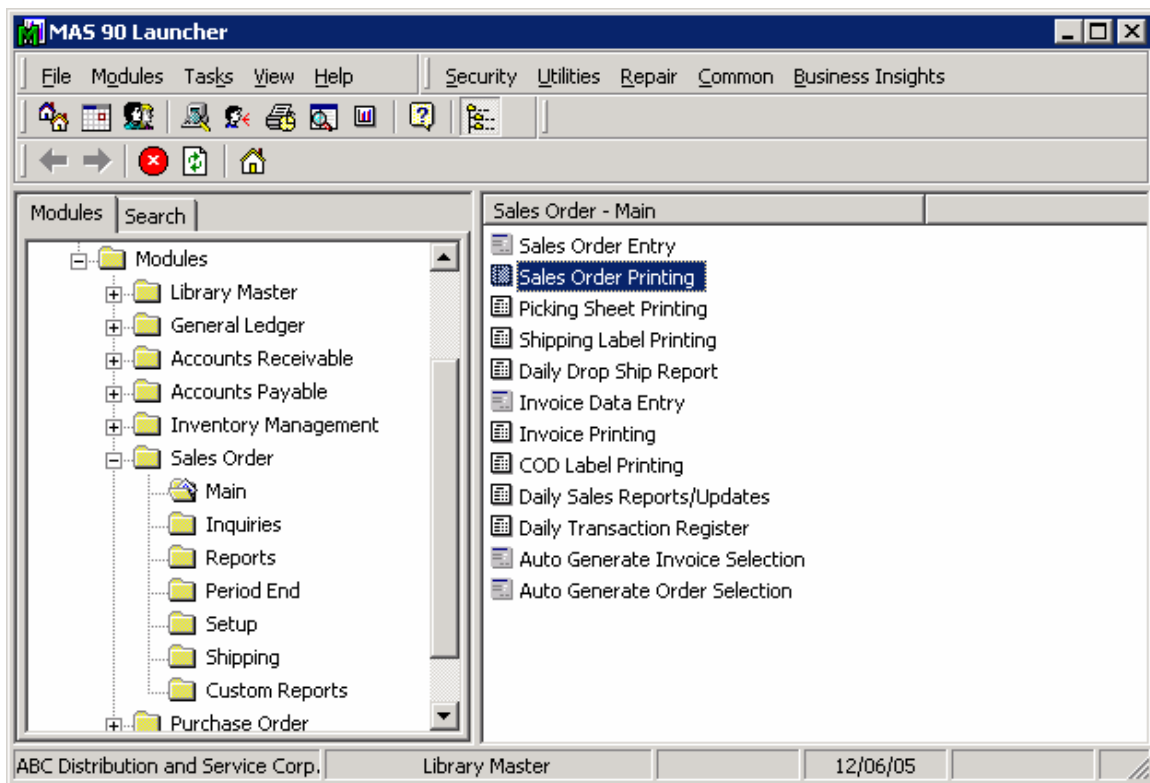 MAS 90 Launcher
File Modules Tasks View Help Security Utilities Repair Common Business Insights
Modules Search
Modules
Library Master
General Ledger
Accounts Receivable
Accounts Payable
Inventory Management
Sales Order
Main
Inquiries
Reports
Period End
Setup
Shipping
Custom Reports
Purchase Order
Sales Order - Main
Sales Order Entry
Sales Order Printing
Picking Sheet Printing
Shipping Label Printing
Daily Drop Ship Report
Invoice Data Entry
Invoice Printing
COD Label Printing
Daily Sales Reports/Updates
Daily Transaction Register
Auto Generate Invoice Selection
Auto Generate Order Selection
ABC Distribution and Service Corp. Library Master 12/06/05